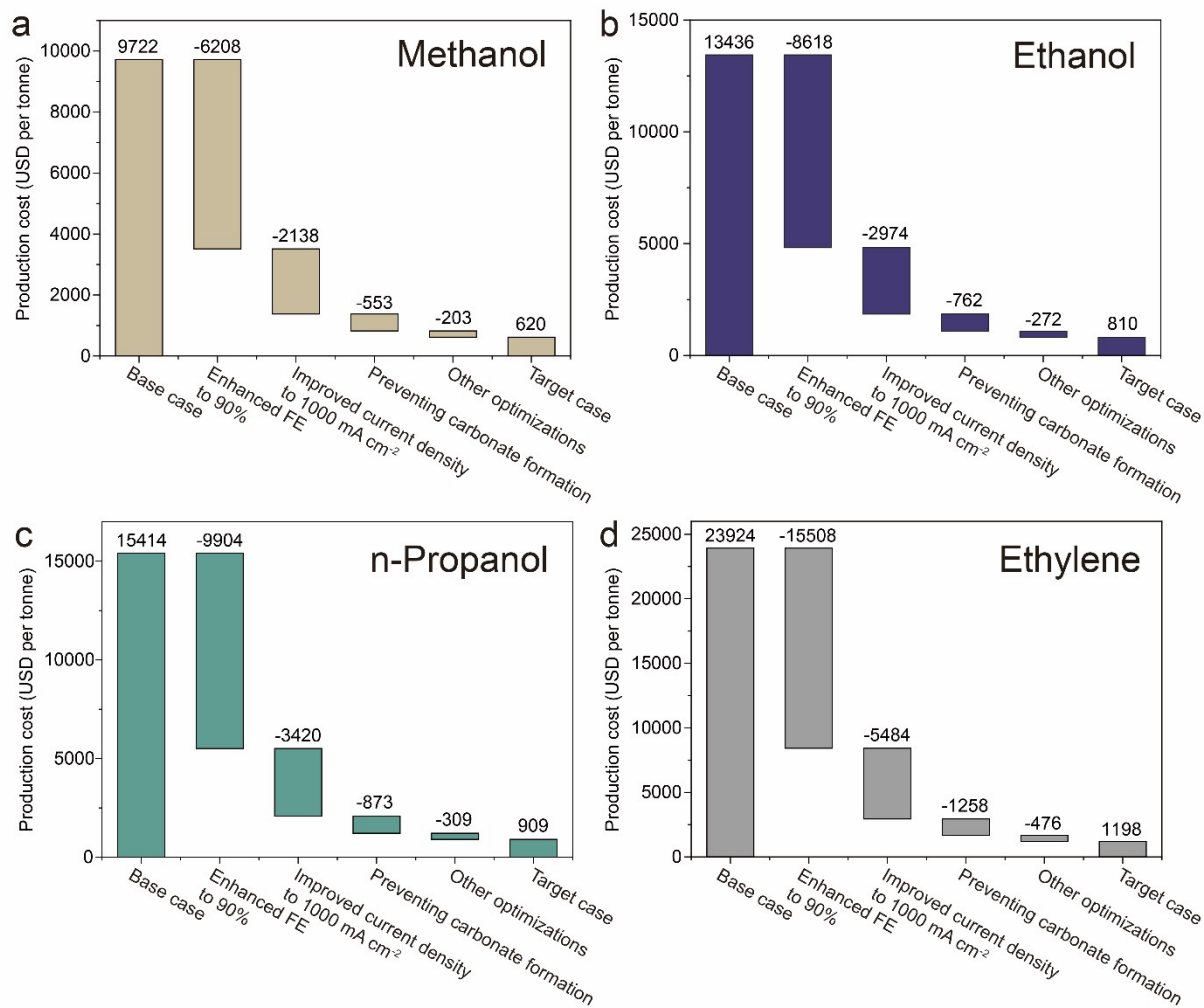 a
Methanol
Production cost (USD per tonne)
10000
8000
6000
4000
2000
0
9722
-6208
-2138
-553
-203
620
Base case
Enhanced FE
to 90%
Improved current density
to 1000 mA cm⁻²
Preventing carbonate formation
Other optimizations
Target case
b
Ethanol
Production cost (USD per tonne)
15000
10000
5000
0
13436
-8618
-2974
-762
-272
810
Base case
Enhanced FE
to 90%
Improved current density
to 1000 mA cm⁻²
Preventing carbonate formation
Other optimizations
Target case
c
n-Propanol
Production cost (USD per tonne)
15000
10000
5000
0
15414
-9904
-3420
-873
-309
909
Base case
Enhanced FE
to 90%
Improved current density
to 1000 mA cm⁻²
Preventing carbonate formation
Other optimizations
Target case
d
Ethylene
Production cost (USD per tonne)
25000
20000
15000
10000
5000
0
23924
-15508
-5484
-1258
-476
1198
Base case
Enhanced FE
to 90%
Improved current density
to 1000 mA cm⁻²
Preventing carbonate formation
Other optimizations
Target case